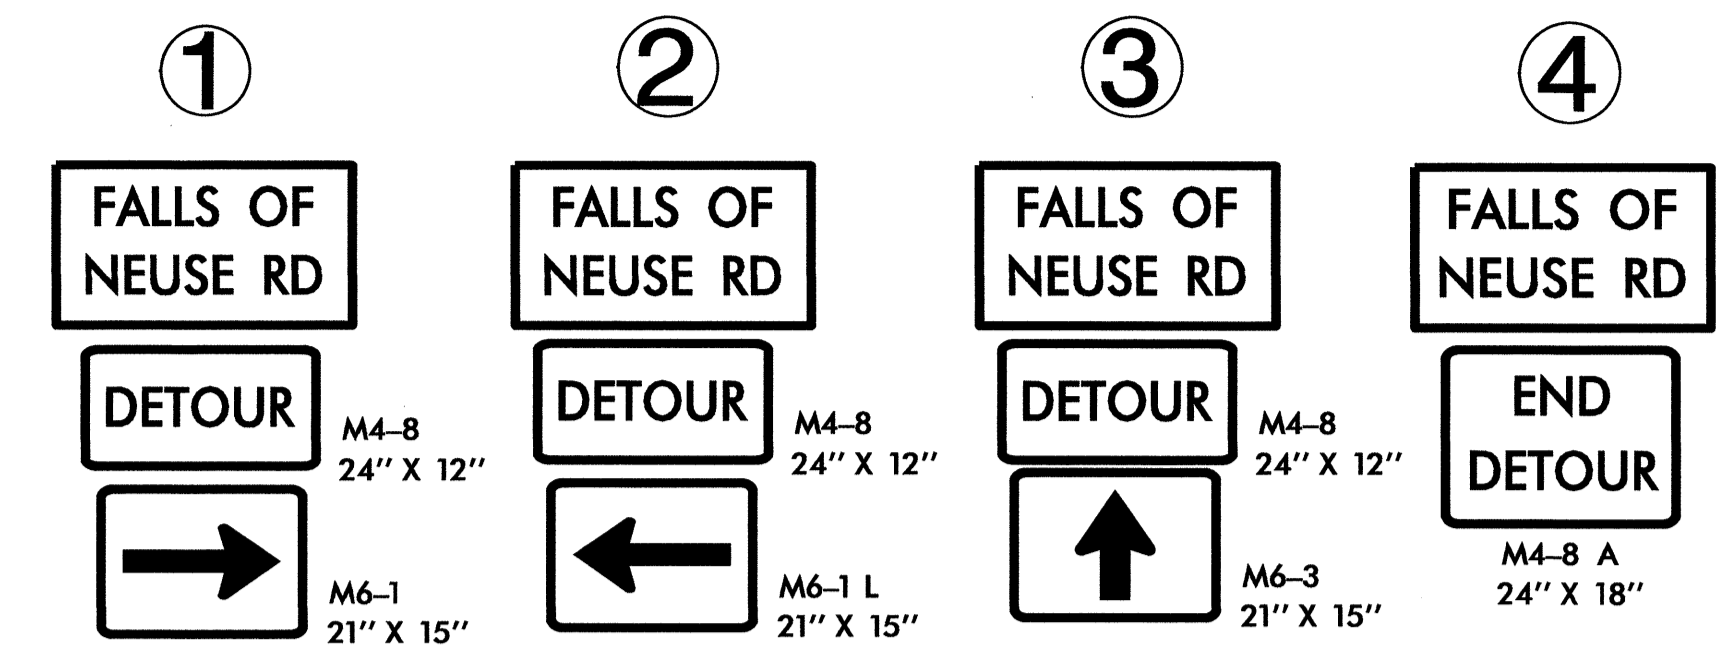 1
FALLS OF
NEUSE RD
DETOUR
M4-8
24" X 12"
M6-1
21" X 15"
2
FALLS OF
NEUSE RD
DETOUR
M4-8
24" X 12"
M6-1 L
21" X 15"
3
FALLS OF
NEUSE RD
DETOUR
M4-8
24" X 12"
M6-3
21" X 15"
4
FALLS OF
NEUSE RD
END
DETOUR
M4-8 A
24" X 18"